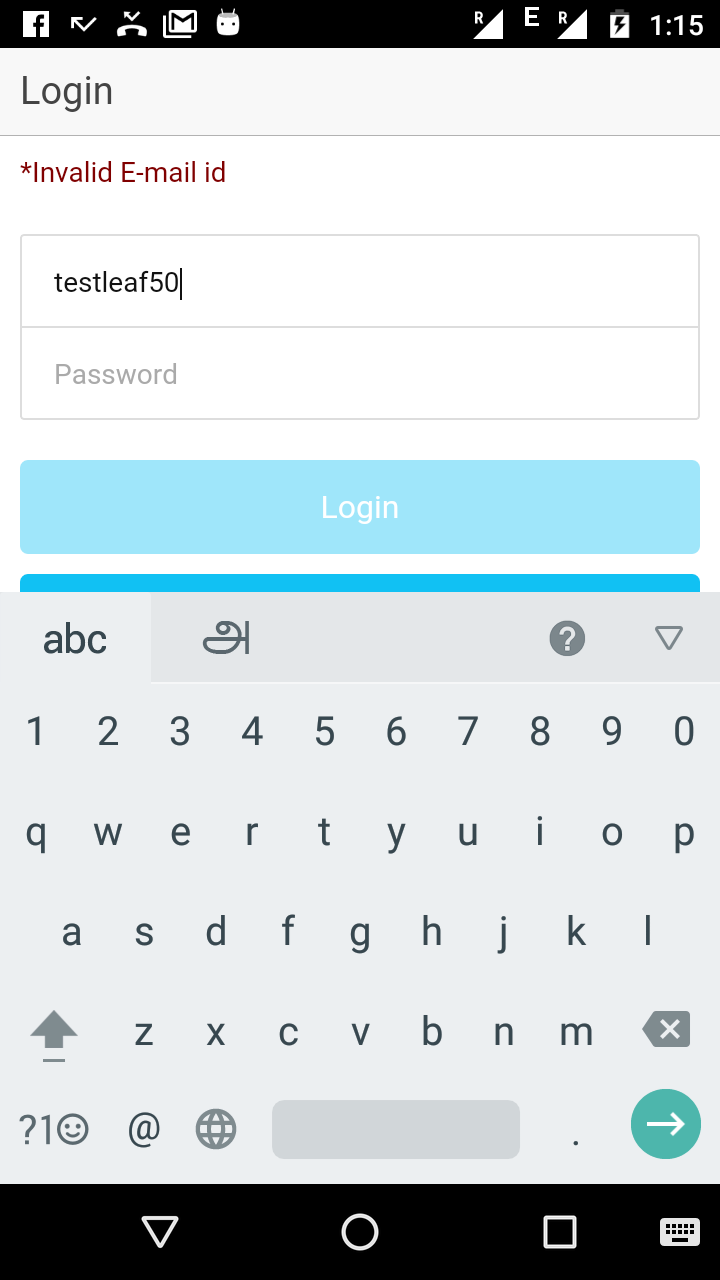 R E R 1:15
Login
*Invalid E-mail id
testleaf50
Password
Login
abc அ ?
1 2 3 4 5 6 7 8 9 0
q w e r t y u i o p
a s d f g h j k l
z x c v b n m
?1☺ @ .